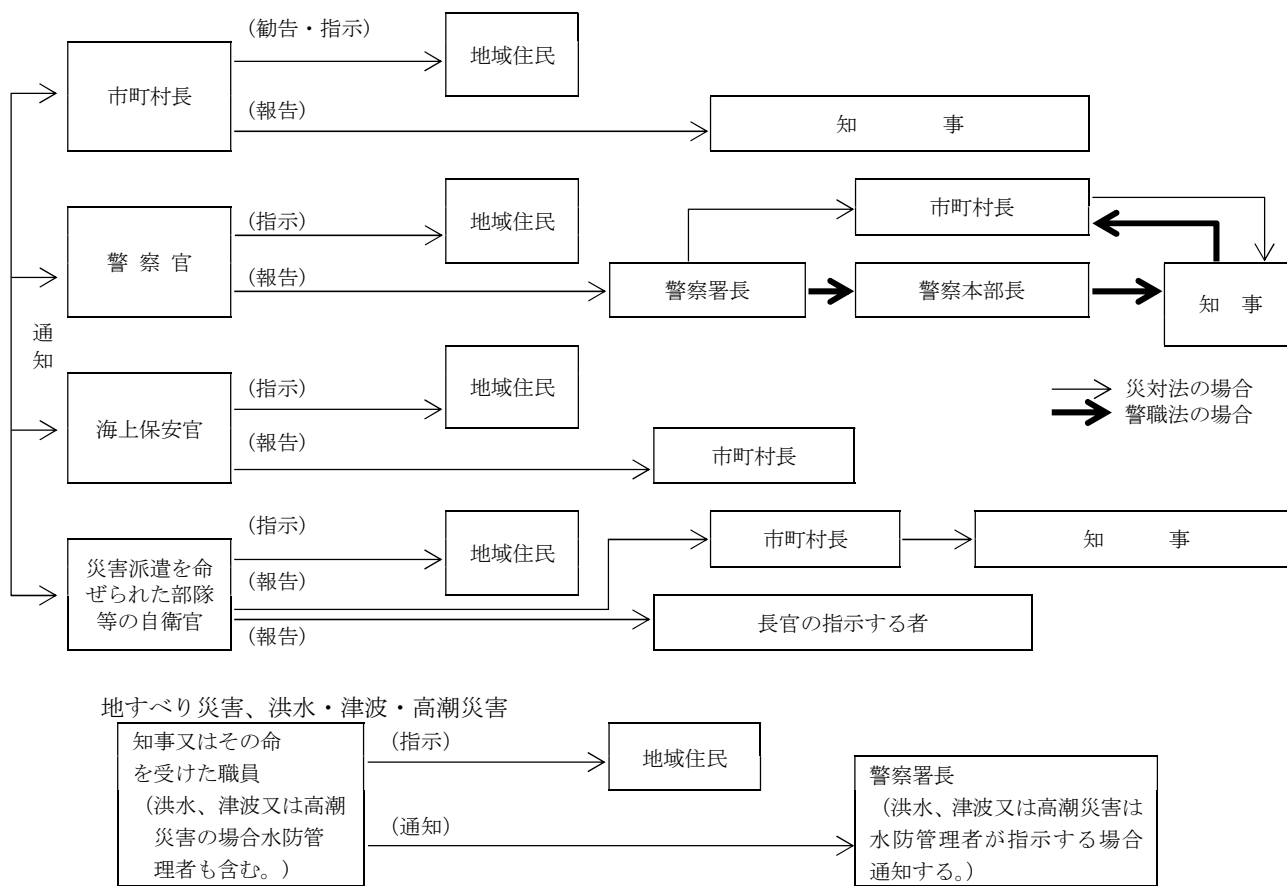 (勧告・指示)
地域住民
市町村長
(報告)
知 事
(指示)
地域住民
市町村長
警察官
(報告)
警察署長
警察本部長
知 事
通
知
(指示)
地域住民
海上保安官
(報告)
市町村長
災対法の場合
警職法の場合
(指示)
地域住民
市町村長
知 事
災害派遣を命
ぜられた部隊
等の自衛官
(報告)
(報告)
長官の指示する者
地すべり災害、洪水・津波・高潮災害
知事又はその命
を受けた職員
(洪水、津波又は高潮
災害の場合水防管
理者も含む。)
(指示)
地域住民
(通知)
警察署長
(洪水、津波又は高潮災害は
水防管理者が指示する場合
通知する。)